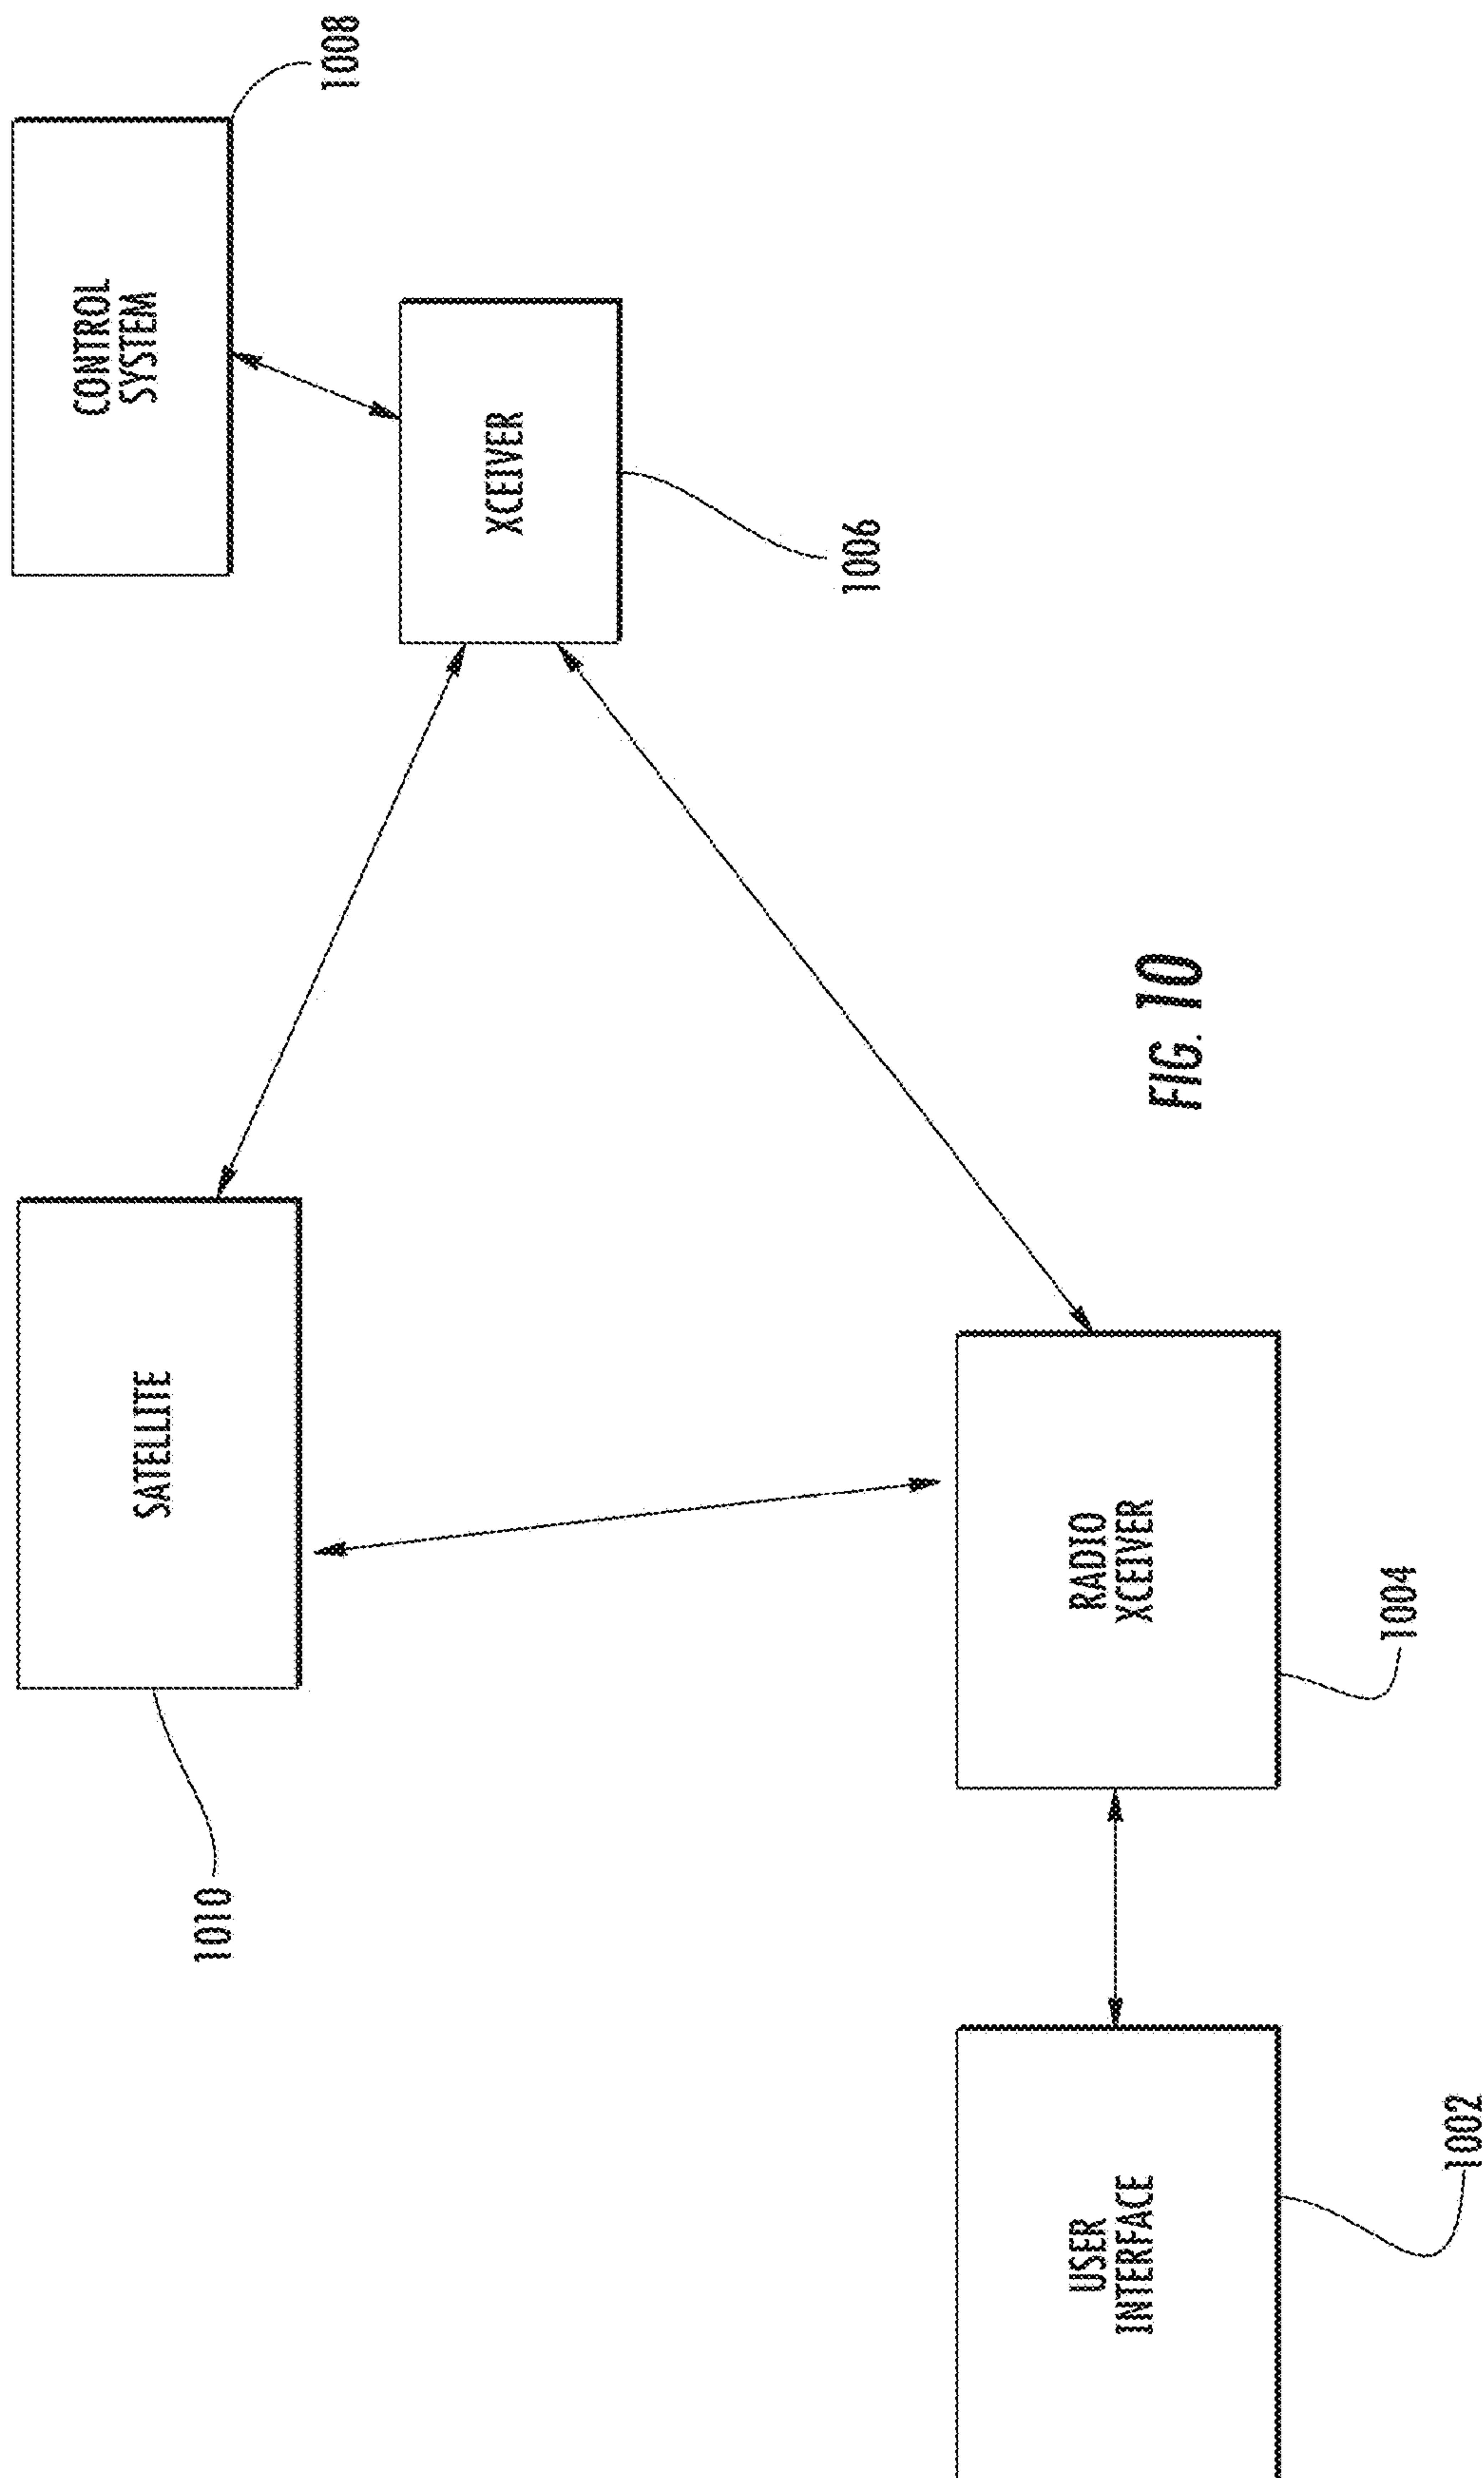 SATELLITE
1010
CONTROL
SYSTEM
1008
XCEIVER
1006
USER
INTERFACE
1002
RADIO
XCEIVER
1004
FIG. 10